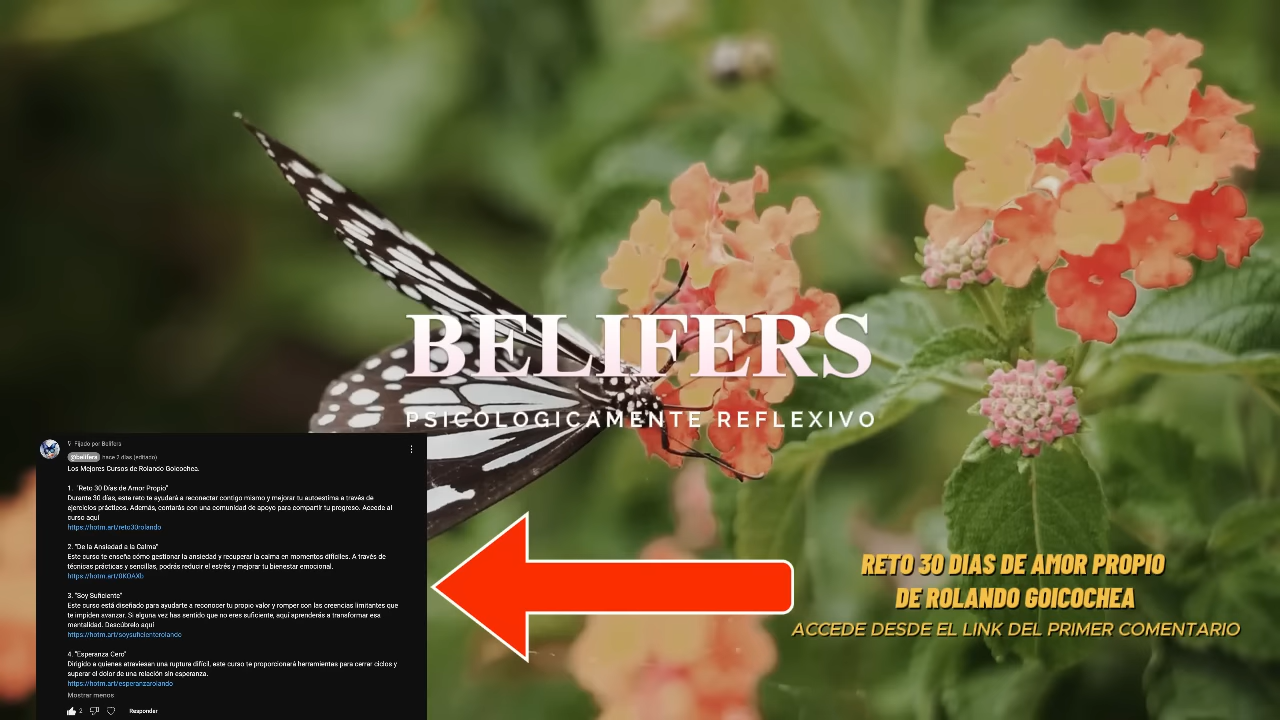 BELIFERS
PSICOLOGICAMENTE REFLEXIVO
Fijado por Belifers
@belifers hace 2 días (editado)
Los Mejores Cursos de Rolando Goicochea.
1. "Reto 30 Días de Amor Propio"
Durante 30 días, este reto te ayudará a reconectar contigo mismo y mejorar tu autoestima a través de
ejercicios prácticos. Además, contarás con una comunidad de apoyo para compartir tu progreso. Accede al
curso aquí
https://hotm.art/reto30rolando
2. "De la Ansiedad a la Calma"
Este curso te enseña cómo gestionar la ansiedad y recuperar la calma en momentos difíciles. A través de
técnicas prácticas y sencillas, podrás reducir el estrés y mejorar tu bienestar emocional.
https://hotm.art/0KOAXb
3. "Soy Suficiente"
Este curso está diseñado para ayudarte a reconocer tu propio valor y romper con las creencias limitantes que
te impiden avanzar. Si alguna vez has sentido que no eres suficiente, aquí aprenderás a transformar esa
mentalidad. Descúbrelo aquí
https://hotm.art/soysuficienterolando
4. "Esperanza Cero"
Dirigido a quienes atraviesan una ruptura difícil, este curso te proporcionará herramientas para cerrar ciclos y
superar el dolor de una relación sin esperanza.
https://hotm.art/esperanzarolando
Mostrar menos
2 Responder
RETO 30 DIAS DE AMOR PROPIO
DE ROLANDO GOICOCHEA
ACCEDE DESDE EL LINK DEL PRIMER COMENTARIO